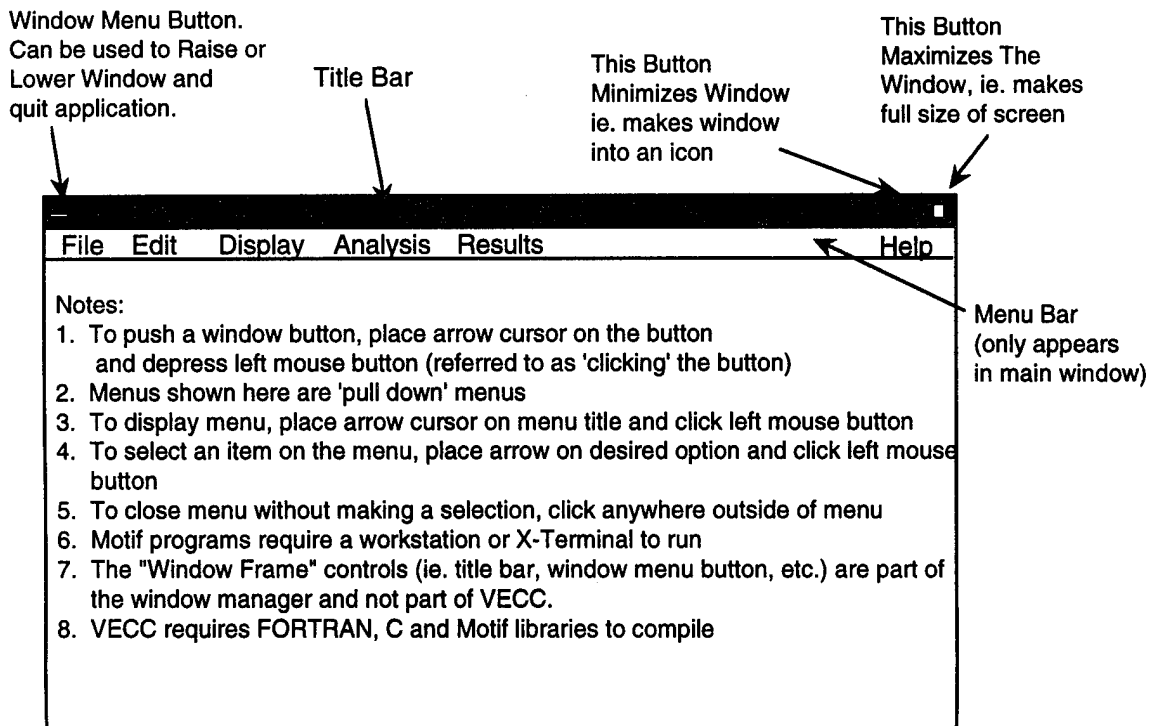 Window Menu Button.
Can be used to Raise or
Lower Window and
quit application.
Title Bar
This Button
Minimizes Window
ie. makes window
into an icon
This Button
Maximizes The
Window, ie. makes
full size of screen
File Edit Display Analysis Results Help
Menu Bar
(only appears
in main window)
Notes:
1. To push a window button, place arrow cursor on the button
and depress left mouse button (referred to as 'clicking' the button)
2. Menus shown here are 'pull down' menus
3. To display menu, place arrow cursor on menu title and click left mouse button
4. To select an item on the menu, place arrow on desired option and click left mouse
button
5. To close menu without making a selection, click anywhere outside of menu
6. Motif programs require a workstation or X-Terminal to run
7. The "Window Frame" controls (ie. title bar, window menu button, etc.) are part of
the window manager and not part of VECC.
8. VECC requires FORTRAN, C and Motif libraries to compile